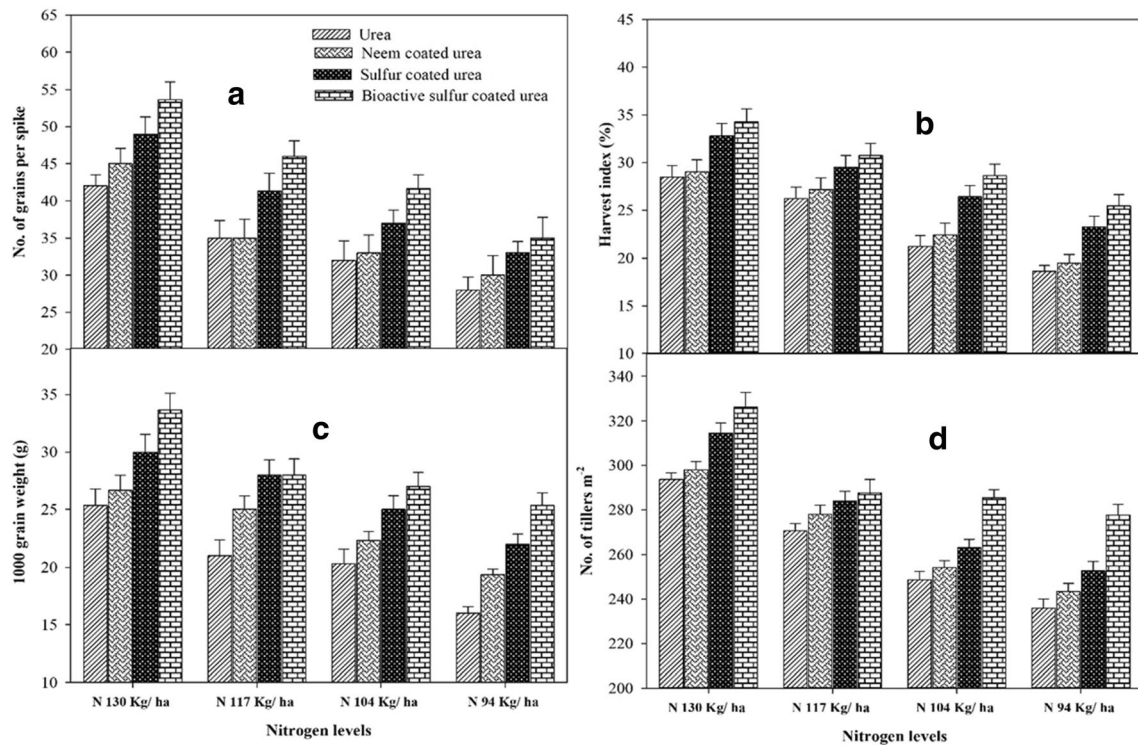 No. of grains per spike
65
60
55
50
45
40
35
30
25
20
Urea
Neem coated urea
Sulfur coated urea
Bioactive sulfur coated urea
a
Harvest index (%)
45
40
35
30
25
20
15
10
b
1000 grain weight (g)
35
30
25
20
15
10
c
N 130 Kg/ ha N 117 Kg/ ha N 104 Kg/ ha N 94 Kg/ ha
Nitrogen levels
No. of tillers m-2
340
320
300
280
260
240
220
200
d
N 130 Kg/ ha N 117 Kg/ ha N 104 Kg/ ha N 94 Kg/ ha
Nitrogen levels